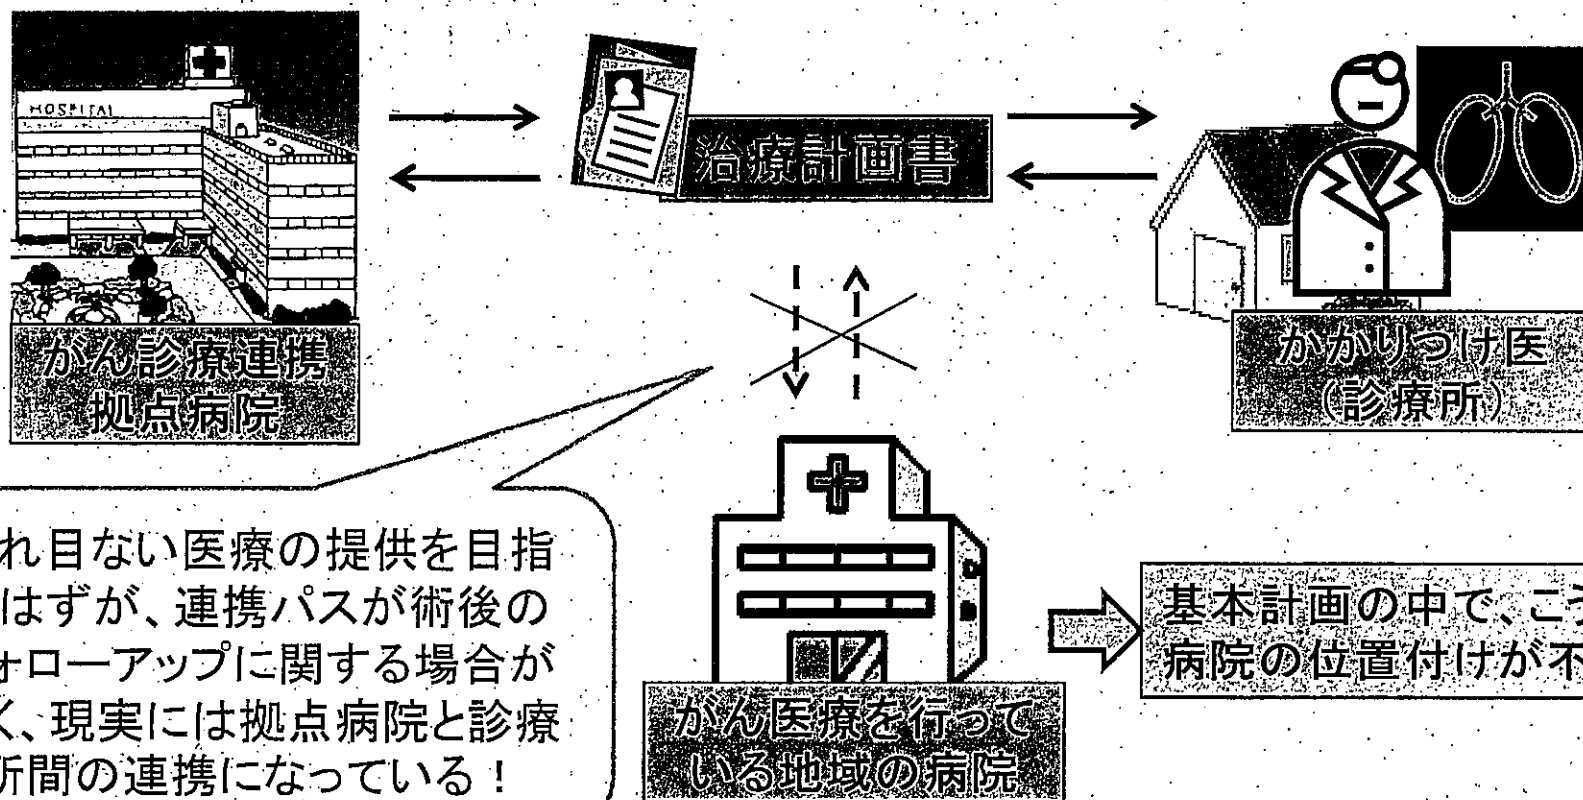 HOSPITAL
治療計画書
がん診療連携
拠点病院
かかりつけ医
（診療所）
れ目ない医療の提供を目指
はずが、連携パスが術後の
ォローアップに関する場合が
く、現実には拠点病院と診療
所間の連携になっている！
がん医療を行って
いる地域の病院
基本計画の中で、こう
病院の位置付けが不